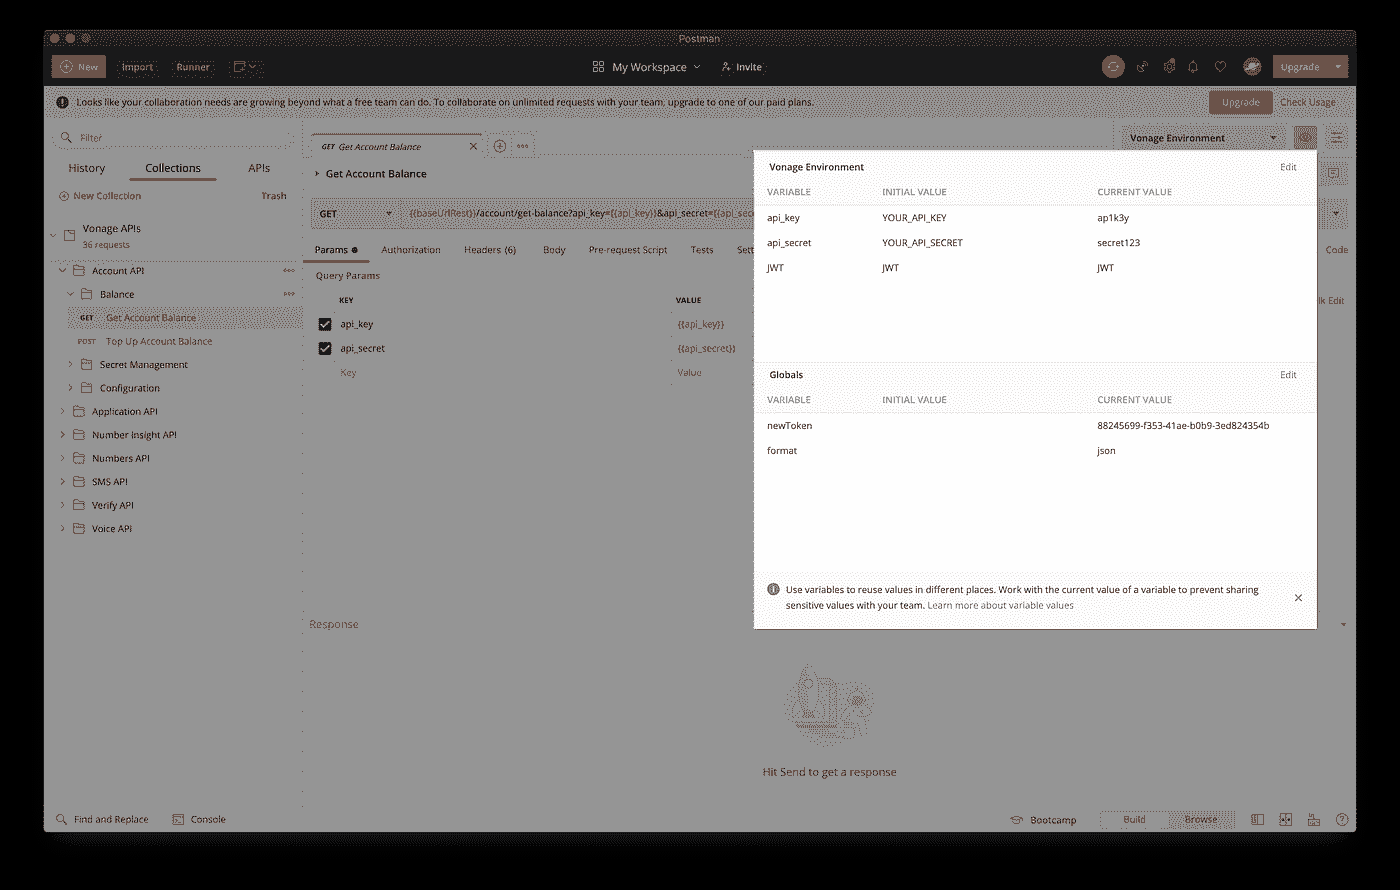 Postman
New Import Runner My Workspace Invite Upgrade
Looks like your collaboration needs are growing beyond what a free team can do. To collaborate on unlimited requests with your team, upgrade to one of our paid plans. Upgrade Check Usage
Filter
GET Get Account Balance
Vonage Environment
History Collections APIs
Get Account Balance
New Collection Trash
GET {{baseUrlRest}}/account/get-balance?api_key={{api_key}}&api_secret={{api_sec
Vonage APIs
36 requests
Params Authorization Headers (6) Body Pre-request Script Tests Sett Code
Account API
Query Params
Balance
KEY VALUE lk Edit
GET Get Account Balance
api_key {{api_key}}
POST Top Up Account Balance
api_secret {{api_secret}}
Secret Management
Key Value
Configuration
Application API
Number Insight API
Numbers API
SMS API
Verify API
Voice API
Vonage Environment Edit
VARIABLE INITIAL VALUE CURRENT VALUE
api_key YOUR_API_KEY ap1k3y
api_secret YOUR_API_SECRET secret123
JWT JWT JWT
Globals Edit
VARIABLE INITIAL VALUE CURRENT VALUE
newToken 88245699-f353-41ae-b0b9-3ed824354b
format json
Use variables to reuse values in different places. Work with the current value of a variable to prevent sharing
sensitive values with your team. Learn more about variable values
Response
Hit Send to get a response
Find and Replace Console Bootcamp Build Browse